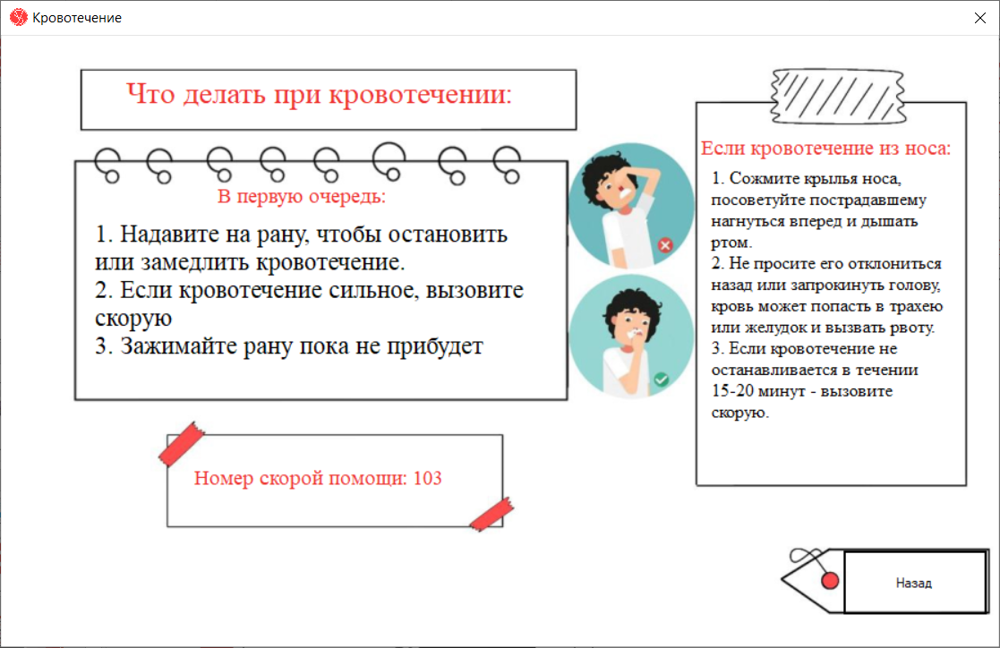 Кровотечение
Что делать при кровотечении:
В первую очередь:
1. Надавите на рану, чтобы остановить
или замедлить кровотечение.
2. Если кровотечение сильное, вызовите
скорую
3. Зажимайте рану пока не прибудет
Если кровотечение из носа:
1. Сожмите крылья носа,
посоветуйте пострадавшему
нагнуться вперед и дышать
ртом.
2. Не просите его отклониться
назад или запрокинуть голову,
кровь может попасть в трахею
или желудок и вызвать рвоту.
3. Если кровотечение не
останавливается в течении
15-20 минут - вызовите
скорую.
Номер скорой помощи: 103
Назад